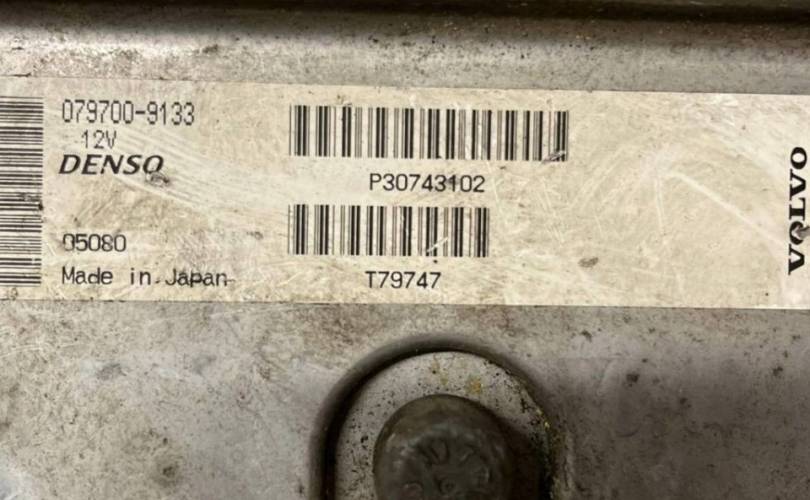 079700-9133
12V
DENSO
P30743102
05080
Made in Japan
T79747
VOLVO